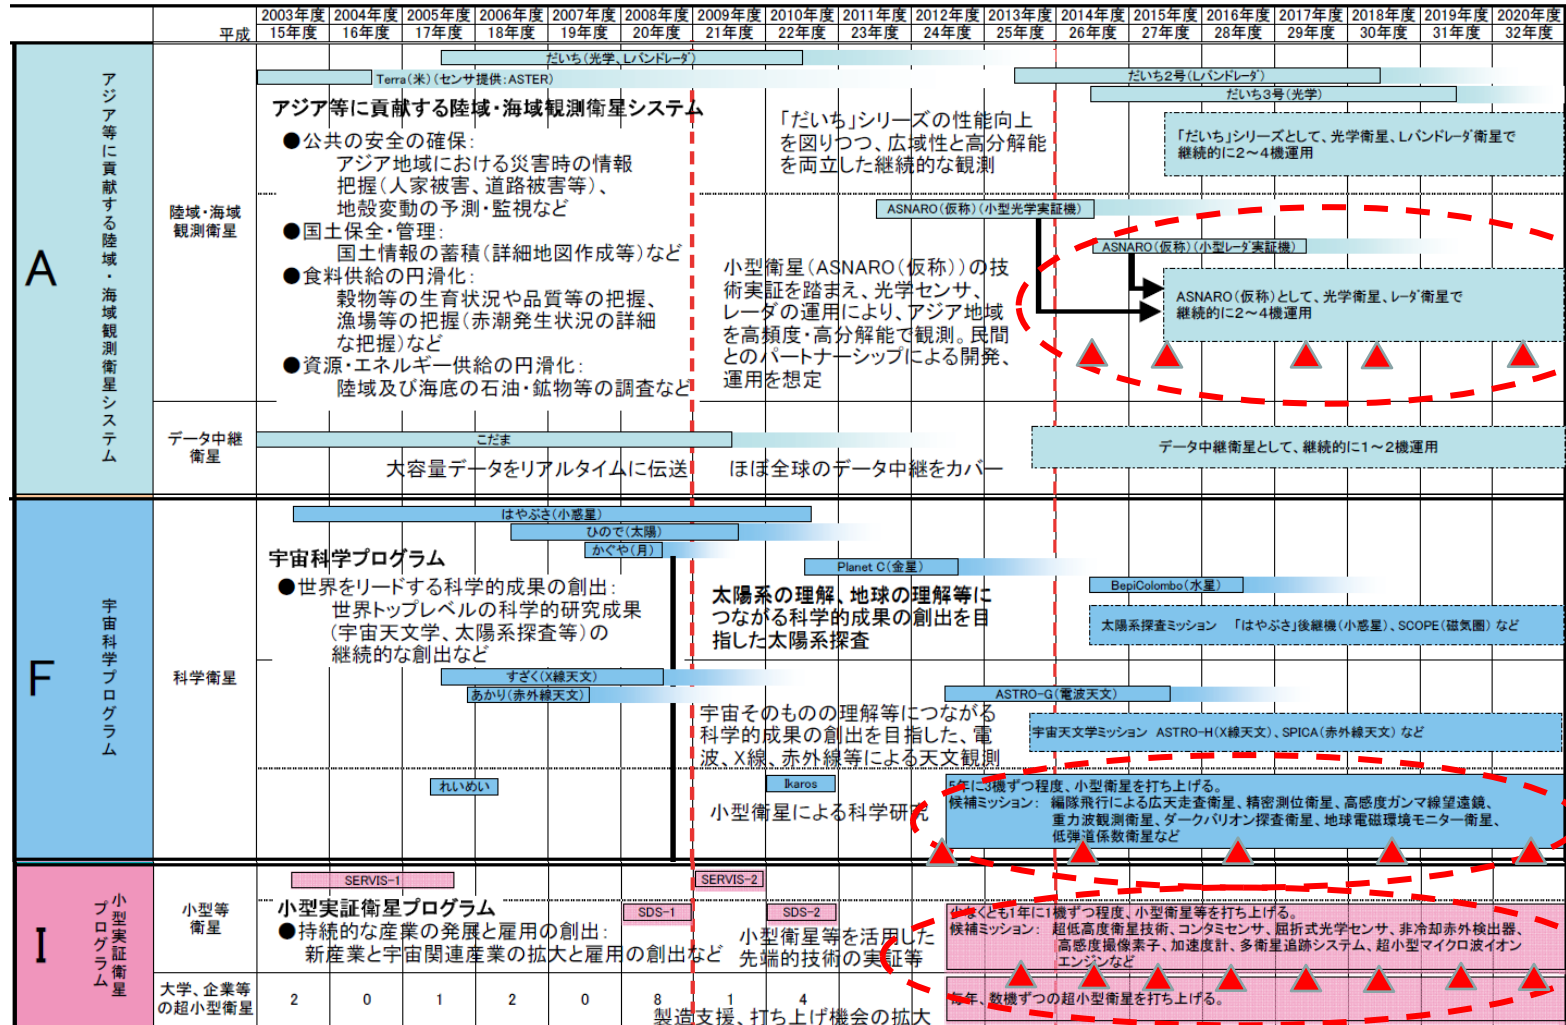 2003年度 2004年度 2005年度 2006年度 2007年度 2008年度 2009年度 2010年度 2011年度 2012年度 2013年度 2014年度 2015年度 2016年度 2017年度 2018年度 2019年度 2020年度
平成 15年度 16年度 17年度 18年度 19年度 20年度 21年度 22年度 23年度 24年度 25年度 26年度 27年度 28年度 29年度 30年度 31年度 32年度
A
アジア等に貢献する陸域・海域観測衛星システム
陸域・海域
観測衛星
だいち(光学、Lバンドレーダ)
Terra(米)(センサ提供:ASTER)
だいち2号(Lバンドレーダ)
だいち3号(光学)
アジア等に貢献する陸域・海域観測衛星システム
●公共の安全の確保:
アジア地域における災害時の情報
把握(人家被害、道路被害等)、
地殻変動の予測・監視など
●国土保全・管理:
国土情報の蓄積(詳細地図作成等)など
●食料供給の円滑化:
穀物等の生育状況や品質等の把握、
漁場等の把握(赤潮発生状況の詳細
な把握)など
●資源・エネルギー供給の円滑化:
陸域及び海底の石油・鉱物等の調査など
「だいち」シリーズの性能向上
を図りつつ、広域性と高分解能
を両立した継続的な観測
「だいち」シリーズとして、光学衛星、Lバンドレーダ衛星で
継続的に2～4機運用
ASNARO(仮称)(小型光学実証機)
ASNARO(仮称)(小型レーダ実証機)
小型衛星(ASNARO(仮称))の技
術実証を踏まえ、光学センサ、
レーダの運用により、アジア地域
を高頻度・高分解能で観測。民間
とのパートナーシップによる開発、
運用を想定
ASNARO(仮称)として、光学衛星、レーダ衛星で
継続的に2～4機運用
データ中継
衛星
こだま
大容量データをリアルタイムに伝送
ほぼ全球のデータ中継をカバー
データ中継衛星として、継続的に1～2機運用
F
宇宙科学プログラム
科学衛星
はやぶさ(小惑星)
ひので(太陽)
かぐや(月)
宇宙科学プログラム
●世界をリードする科学的成果の創出:
世界トップレベルの科学的研究成果
(宇宙天文学、太陽系探査等)の
継続的な創出など
Planet C(金星)
BepiColombo(水星)
太陽系の理解、地球の理解等に
つながる科学的成果の創出を目
指した太陽系探査
太陽系探査ミッション 「はやぶさ」後継機(小惑星)、SCOPE(磁気圏) など
すざく(X線天文)
あかり(赤外線天文)
ASTRO-G(電波天文)
宇宙そのものの理解等につながる
科学的成果の創出を目指した、電
波、X線、赤外線等による天文観測
宇宙天文学ミッション ASTRO-H(X線天文)、SPICA(赤外線天文) など
れいめい
Ikaros
小型衛星による科学研究
5年に3機ずつ程度、小型衛星を打ち上げる。
候補ミッション: 編隊飛行による広天走査衛星、精密測位衛星、高感度ガンマ線望遠鏡、
重力波観測衛星、ダークバリオン探査衛星、地球電磁環境モニター衛星、
低弾道係数衛星など
I
小型実証衛星プログラム
小型等
衛星
SERVIS-1
SERVIS-2
小型実証衛星プログラム
●持続的な産業の発展と雇用の創出:
新産業と宇宙関連産業の拡大と雇用の創出など
SDS-1
SDS-2
小型衛星等を活用した
先端的技術の実証等
少なくとも1年に1機ずつ程度、小型衛星等を打ち上げる。
候補ミッション: 超低高度衛星技術、コンタミセンサ、屈折式光学センサ、非冷却赤外検出器、
高感度撮像素子、加速度計、多衛星追跡システム、超小型マイクロ波イオン
エンジンなど
大学、企業等
の超小型衛星
2 0 1 2 0 8 1 4
製造支援、打ち上げ機会の拡大
毎年、数機ずつの超小型衛星を打ち上げる。